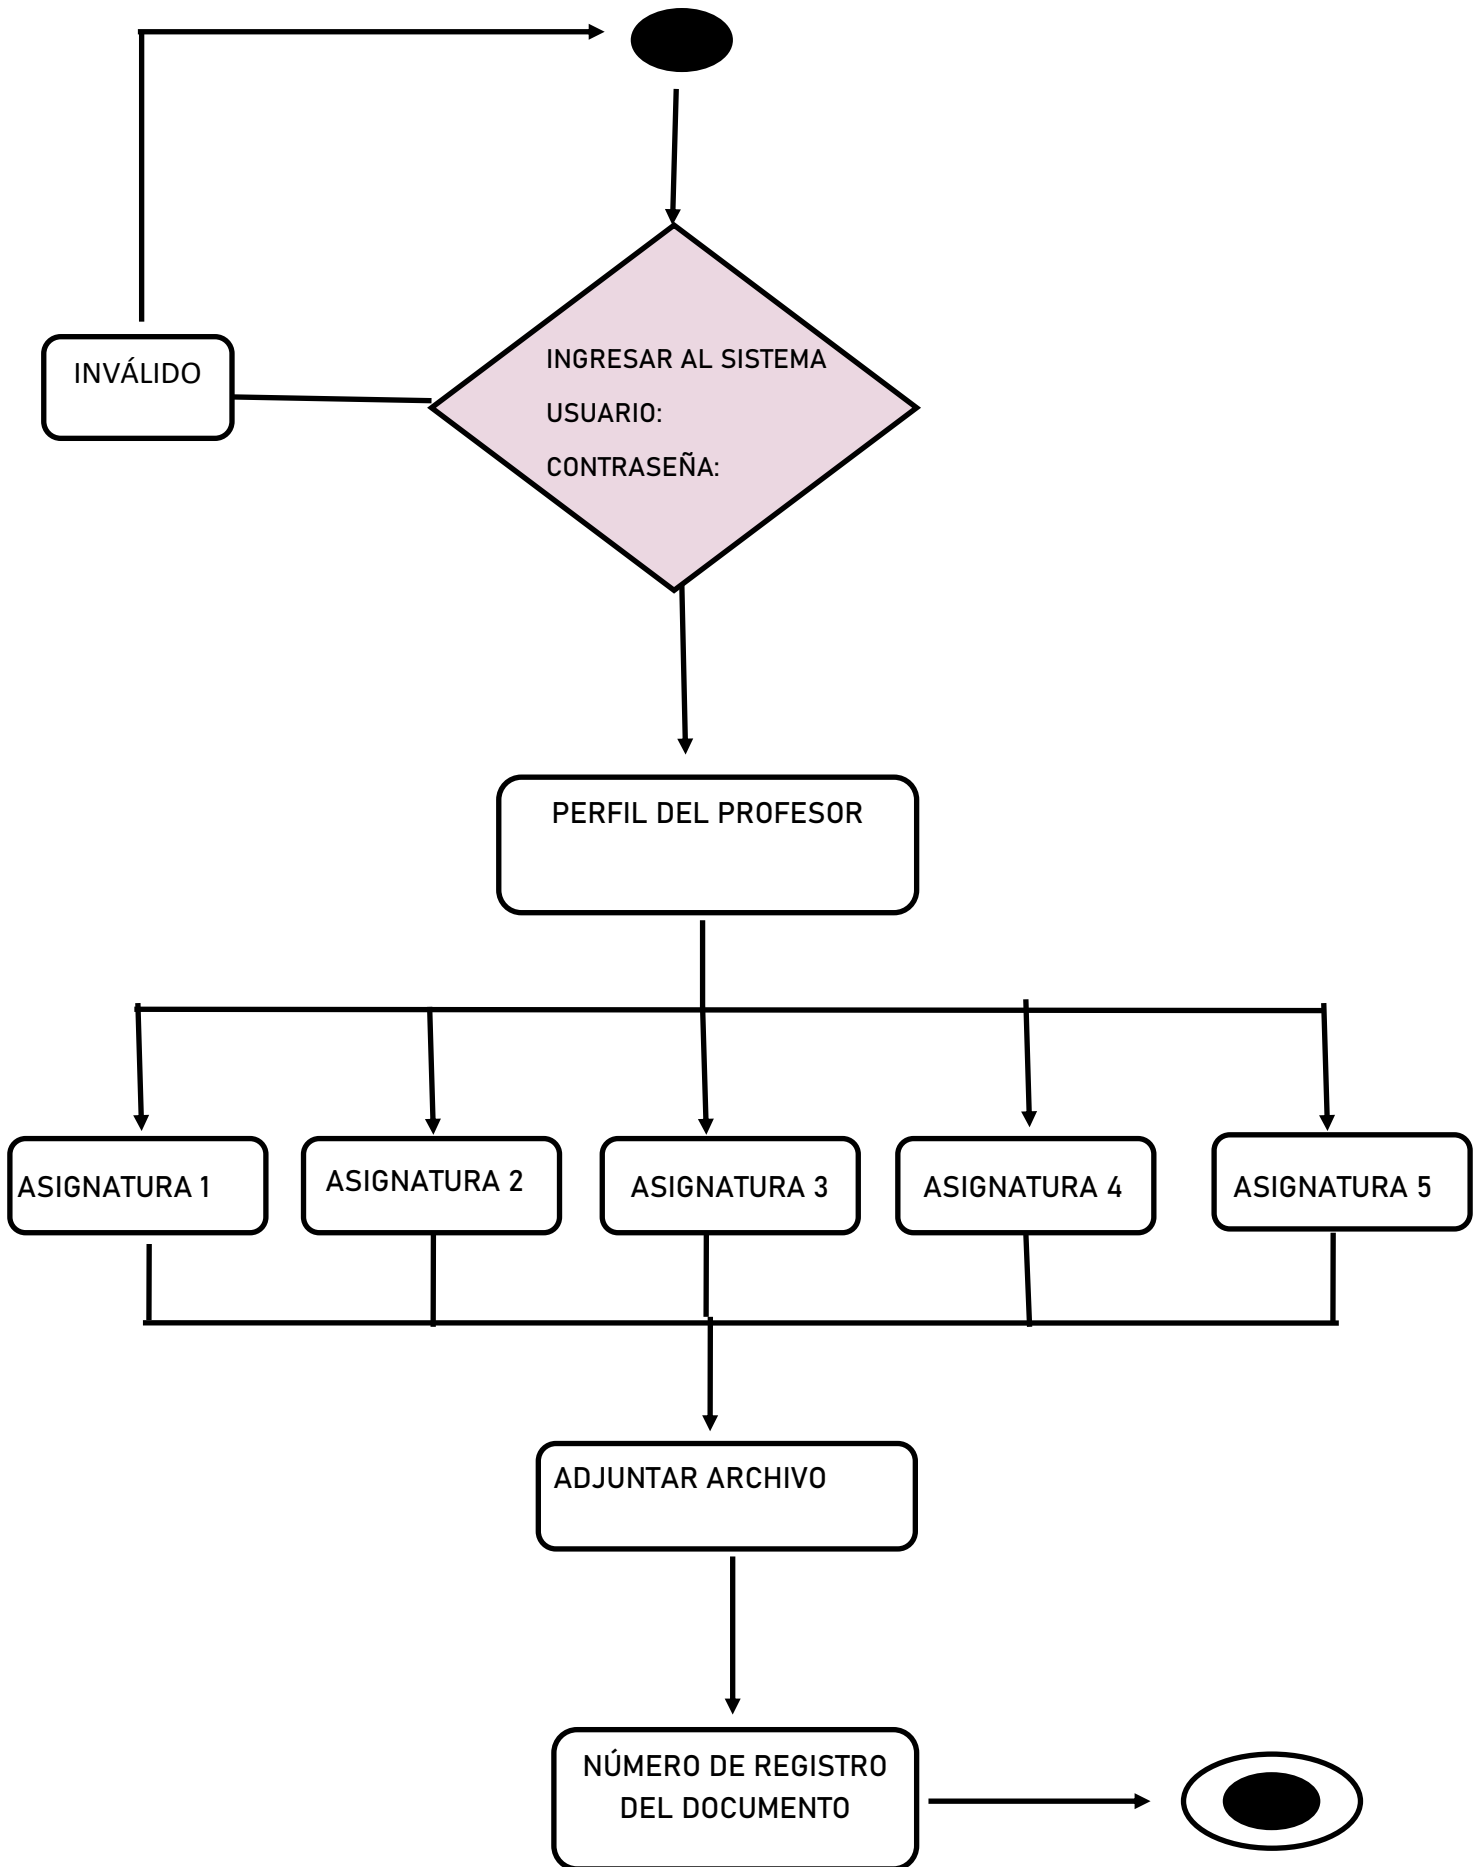 INVÁLIDO
INGRESAR AL SISTEMA
USUARIO:
CONTRASEÑA:
PERFIL DEL PROFESOR
ASIGNATURA 1
ASIGNATURA 2
ASIGNATURA 3
ASIGNATURA 4
ASIGNATURA 5
ADJUNTAR ARCHIVO
NÚMERO DE REGISTRO
DEL DOCUMENTO